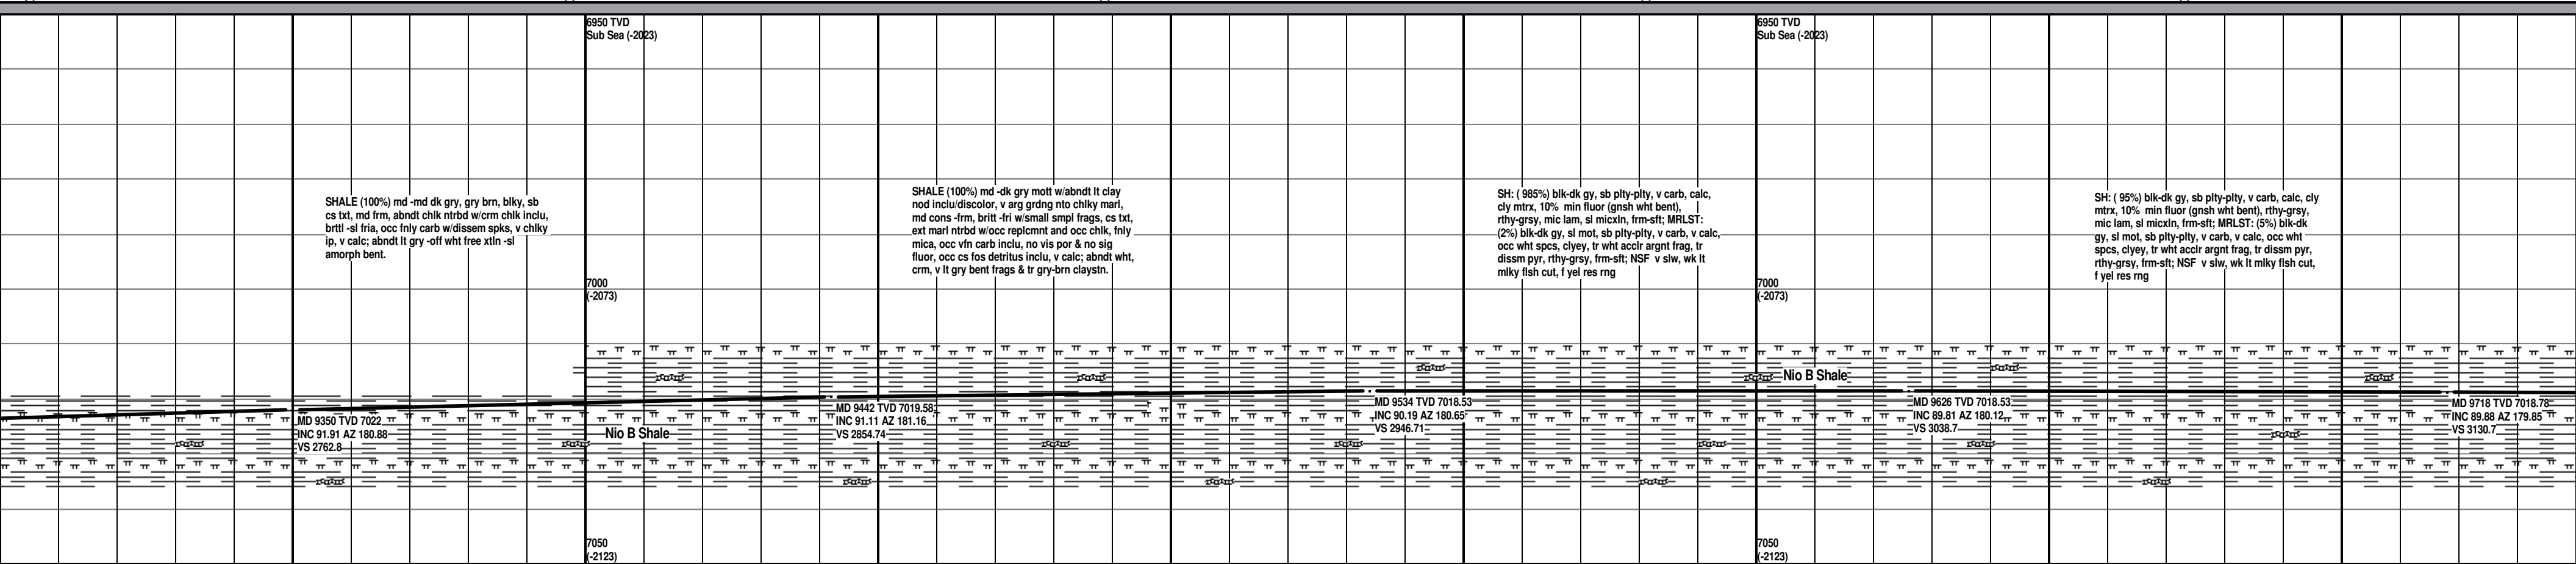 6950 TVD
Sub Sea (-2023)
6950 TVD
Sub Sea (-2023)
SHALE (100%) md -md dk gry, gry brn, blky, sb
cs txt, md frm, abndt chlk ntrbd w/crm chlk inclu,
brttl -sl fria, occ fnly carb w/dissem spks, v chlky
ip, v calc; abndt lt gry -off wht free xtln -sl
amorph bent.
SHALE (100%) md -dk gry mott w/abndt lt clay
nod inclu/discolor, v arg grdng nto chlky marl,
md cons -frm, britt -fri w/small smpl frags, cs txt,
ext marl ntrbd w/occ replcmnt and occ chlk, fnly
mica, occ vfn carb inclu, no vis por & no sig
fluor, occ cs fos detritus inclu, v calc; abndt wht,
crm, v lt gry bent frags & tr gry-brn claystn.
SH: ( 985%) blk-dk gy, sb plty-plty, v carb, calc,
cly mtrx, 10% min fluor (gnsh wht bent),
rthy-grsy, mic lam, sl micxln, frm-sft; MRLST:
(2%) blk-dk gy, sl mot, sb plty-plty, v carb, v calc,
occ wht spcs, clyey, tr wht acclr argnt frag, tr
dissm pyr, rthy-grsy, frm-sft; NSF v slw, wk lt
mlky flsh cut, f yel res rng
SH: ( 95%) blk-dk gy, sb plty-plty, v carb, calc, cly
mtrx, 10% min fluor (gnsh wht bent), rthy-grsy,
mic lam, sl micxln, frm-sft; MRLST: (5%) blk-dk
gy, sl mot, sb plty-plty, v carb, v calc, occ wht
spcs, clyey, tr wht acclr argnt frag, tr dissm pyr,
rthy-grsy, frm-sft; NSF v slw, wk lt mlky flsh cut,
f yel res rng
7000
(-2073)
7000
(-2073)
Nio B Shale
MD 9350 TVD 7022
INC 91.91 AZ 180.88
VS 2762.8
Nio B Shale
MD 9442 TVD 7019.58
INC 91.11 AZ 181.16
VS 2854.74
MD 9534 TVD 7018.53
INC 90.19 AZ 180.65
VS 2946.71
MD 9626 TVD 7018.53
INC 89.81 AZ 180.12
VS 3038.7
MD 9718 TVD 7018.78
INC 89.88 AZ 179.85
VS 3130.7
7050
(-2123)
7050
(-2123)